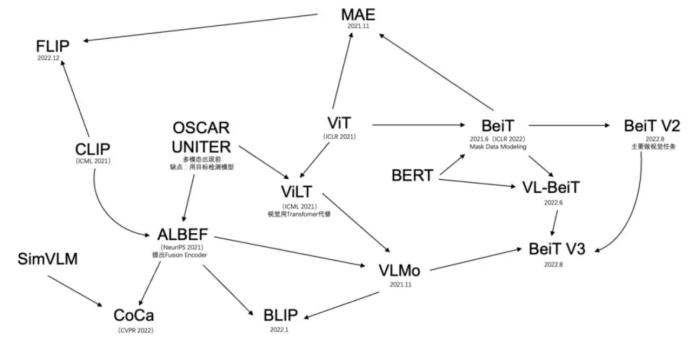 MAE
2021.11
FLIP
2022.12
OSCAR
UNITER
多模态出现前
缺点：用目标检测模型
ViT
(ICLR 2021)
BeiT
2021.6 (ICLR 2022)
Mask Data Modeling
BeiT V2
2022.8
主要做视觉任务
CLIP
(ICML 2021)
BERT
ViLT
(ICML 2021)
视觉用Transfomer代替
VL-BeiT
2022.6
ALBEF
(NeurIPS 2021)
提出Fusion Encoder
BeiT V3
2022.8
SimVLM
VLMo
2021.11
CoCa
(CVPR 2022)
BLIP
2022.1